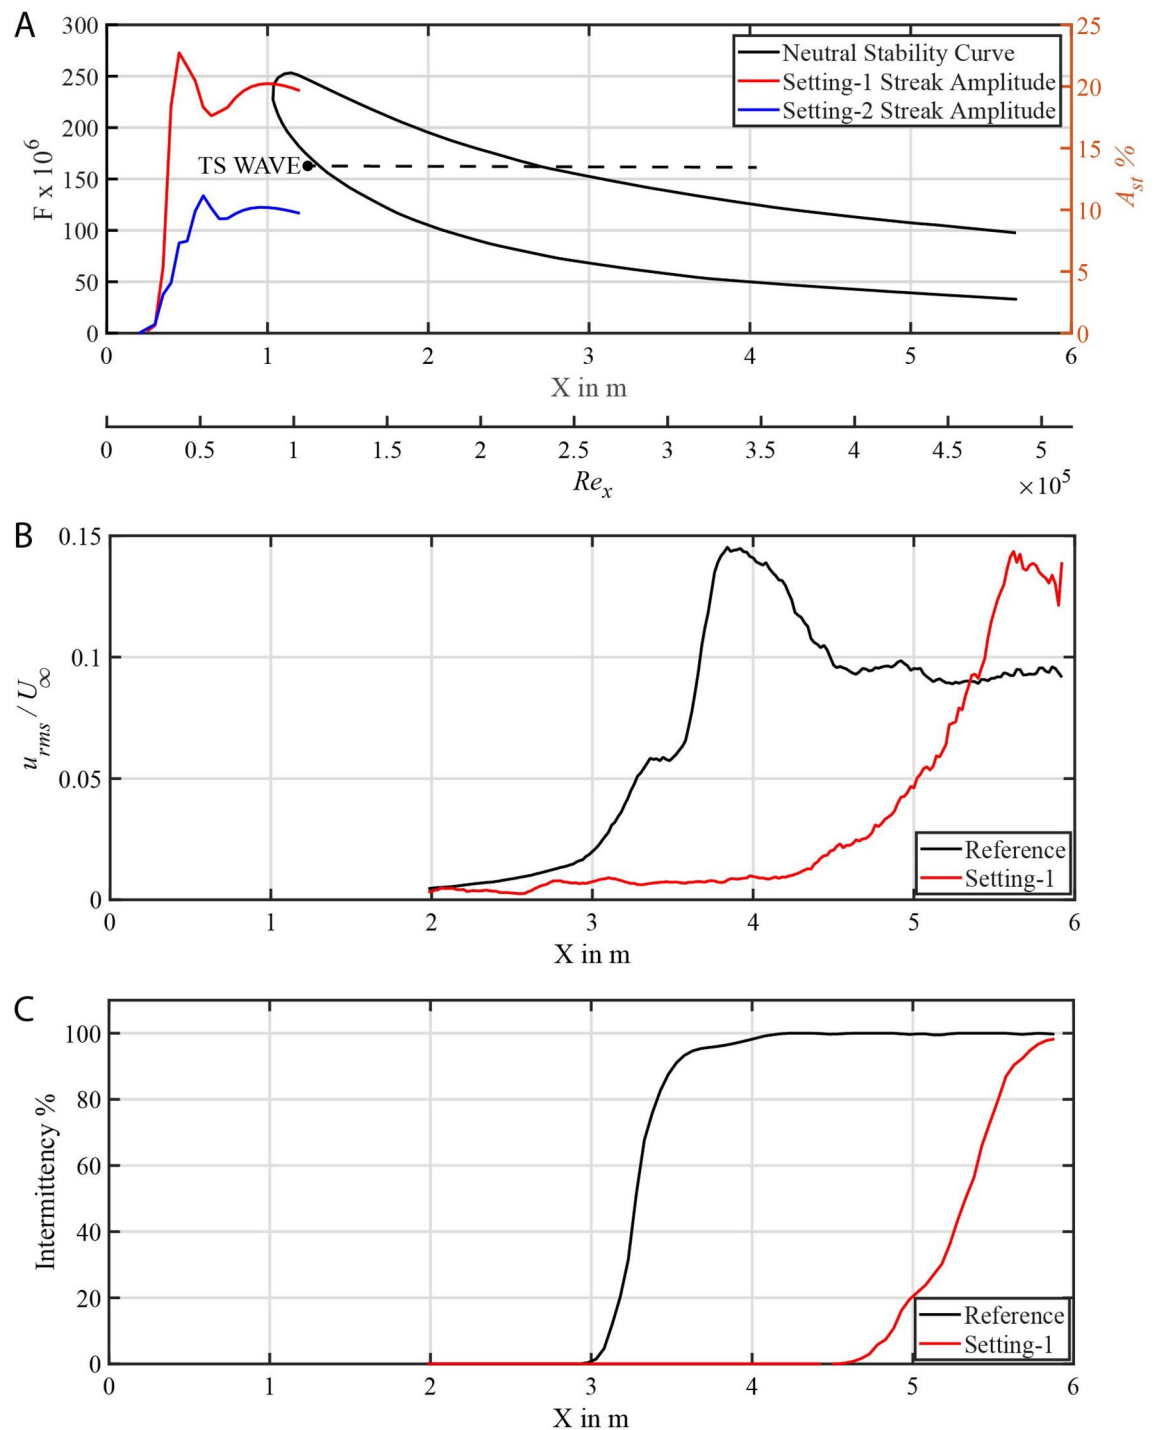 A
300
250
200
150
100
50
0
F x 10⁶
TS WAVE
Neutral Stability Curve
Setting-1 Streak Amplitude
Setting-2 Streak Amplitude
25
20
15
10
5
0
A_st %
0 1 2 3 4 5 6
X in m
0 0.5 1 1.5 2 2.5 3 3.5 4 4.5 5
Re_x
×10⁵
B
0.15
0.1
0.05
0
u_rms / U_∞
Reference
Setting-1
0 1 2 3 4 5 6
X in m
C
100
80
60
40
20
0
Intermittency %
Reference
Setting-1
0 1 2 3 4 5 6
X in m